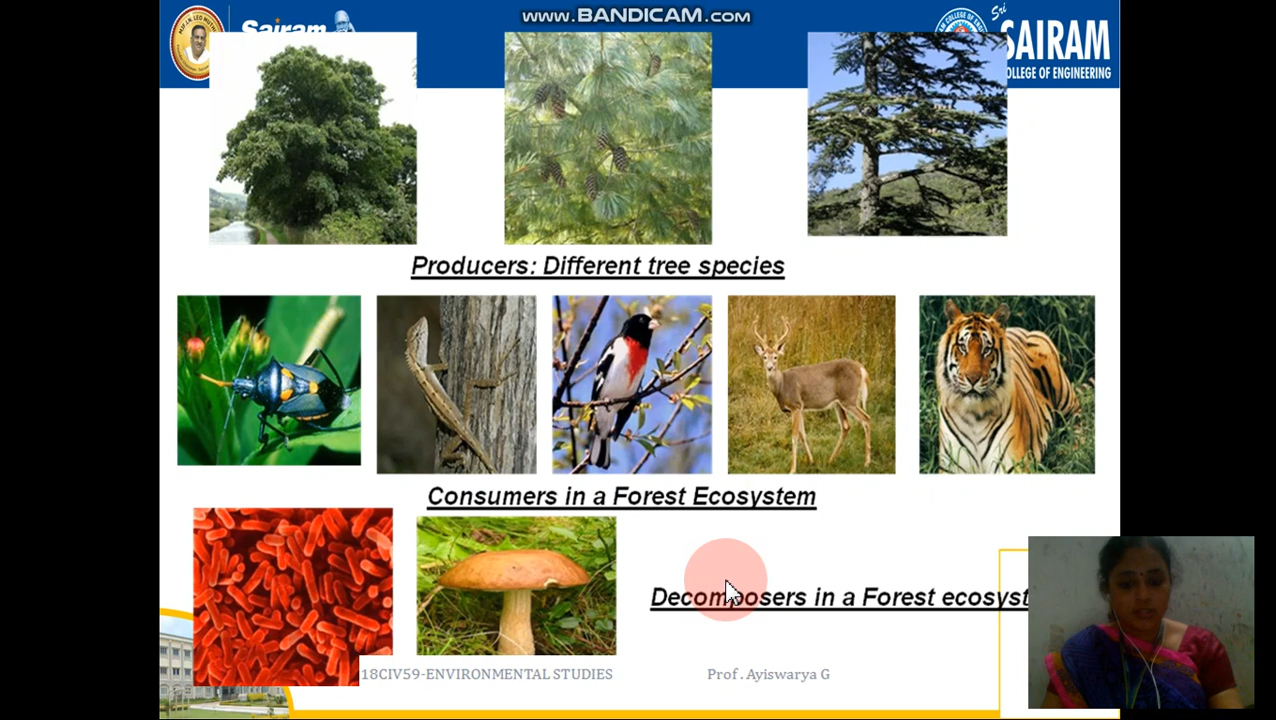 www.BANDICAM.com
Sairam
Sri
SAIRAM
COLLEGE OF ENGINEERING
Producers: Different tree species
Consumers in a Forest Ecosystem
Decomposers in a Forest ecosyst
18CIV59-ENVIRONMENTAL STUDIES
Prof . Ayiswarya G